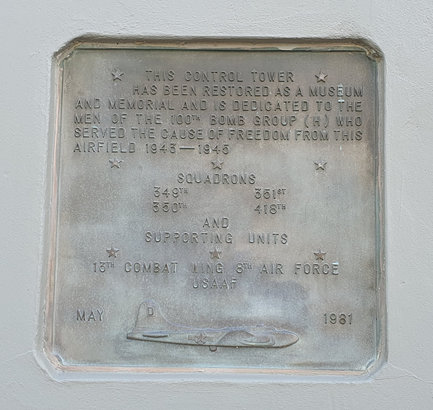 THIS CONTROL TOWER
HAS BEEN RESTORED AS A MUSEUM
AND MEMORIAL AND IS DEDICATED TO THE
MEN OF THE 100TH BOMB GROUP (H) WHO
SERVED THE CAUSE OF FREEDOM FROM THIS
AIRFIELD 1943—1945
SQUADRONS
349TH 351ST
350TH 418TH
AND
SUPPORTING UNITS
13TH COMBAT WING 8TH AIR FORCE
USAAF
MAY 1981
D